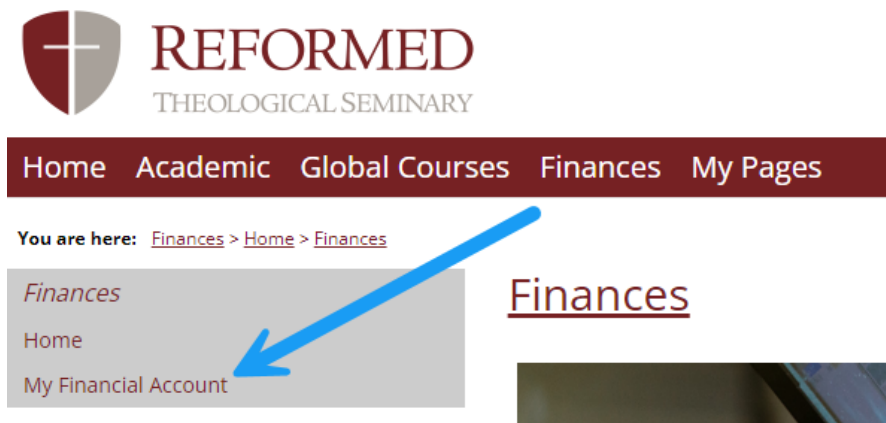 REFORMED
THEOLOGICAL SEMINARY
Home Academic Global Courses Finances My Pages
You are here: Finances > Home > Finances
Finances
Home
My Financial Account
Finances